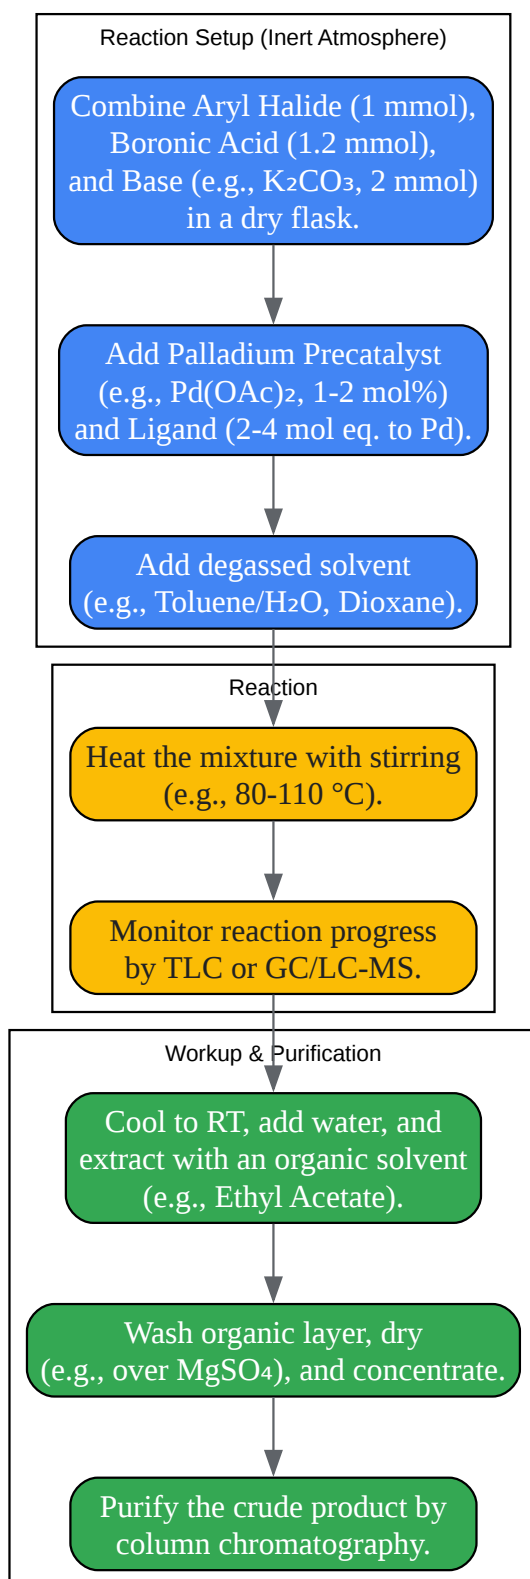 Reaction Setup (Inert Atmosphere)
Combine Aryl Halide (1 mmol),
Boronic Acid (1.2 mmol),
and Base (e.g., K₂CO₃, 2 mmol)
in a dry flask.
Add Palladium Precatalyst
(e.g., Pd(OAc)₂, 1-2 mol%)
and Ligand (2-4 mol eq. to Pd).
Add degassed solvent
(e.g., Toluene/H₂O, Dioxane).
Reaction
Heat the mixture with stirring
(e.g., 80-110 °C).
Monitor reaction progress
by TLC or GC/LC-MS.
Workup & Purification
Cool to RT, add water, and
extract with an organic solvent
(e.g., Ethyl Acetate).
Wash organic layer, dry
(e.g., over MgSO₄), and concentrate.
Purify the crude product by
column chromatography.